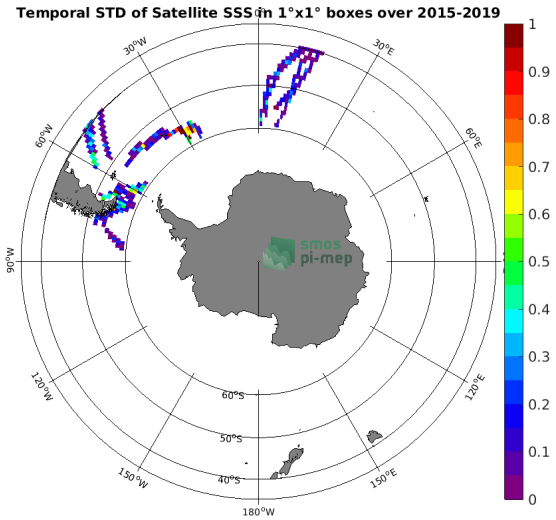 Temporal STD of Satellite SSS in 1°x1° boxes over 2015-2019
30°W
30°E
60°W
60°E
90°W
120°W
120°E
150°W
150°E
180°W
60°S
50°S
40°S
smos
pi-mep
1
0.9
0.8
0.7
0.6
0.5
0.4
0.3
0.2
0.1
0